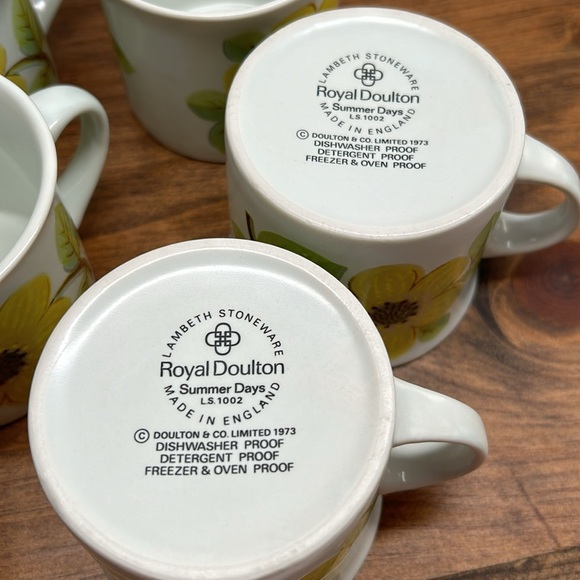 LAMBETH STONEWARE
Royal Doulton
Summer Days
L.S.1002
MADE IN ENGLAND
© DOULTON & CO. LIMITED 1973
DISHWASHER PROOF
DETERGENT PROOF
FREEZER & OVEN PROOF
LAMBETH STONEWARE
Royal Doulton
Summer Days
L.S.1002
MADE IN ENGLAND
© DOULTON & CO. LIMITED 1973
DISHWASHER PROOF
DETERGENT PROOF
FREEZER & OVEN PROOF